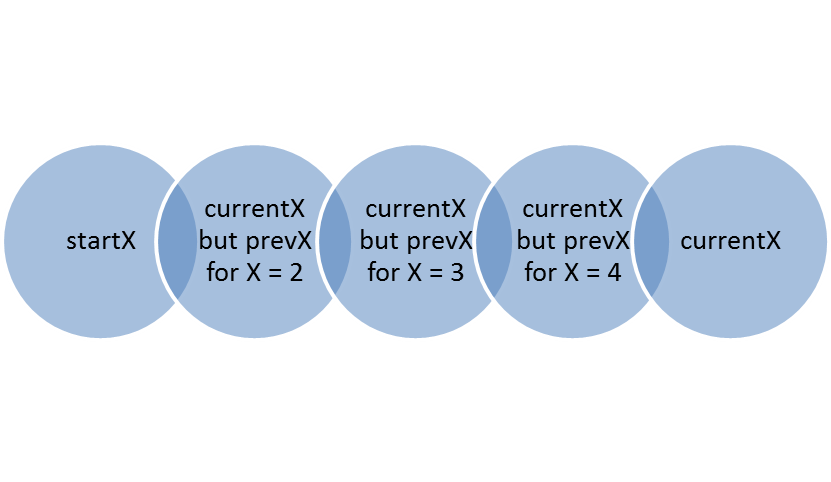 startX
currentX
but prevX
for X = 2
currentX
but prevX
for X = 3
currentX
but prevX
for X = 4
currentX